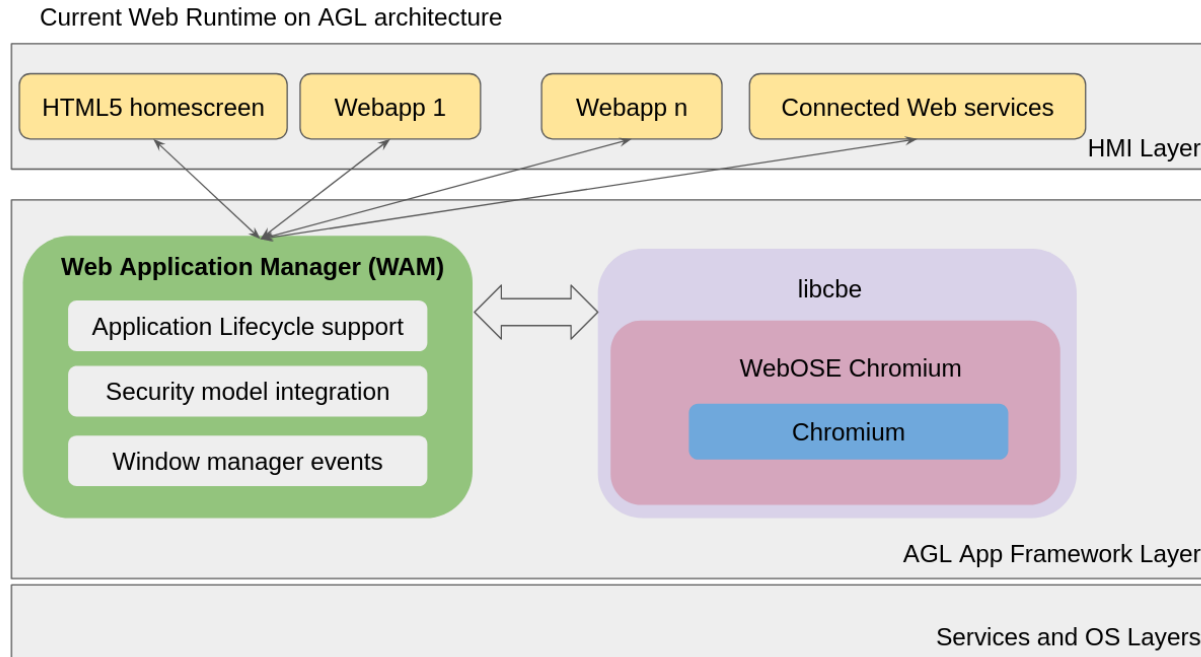 Current Web Runtime on AGL architecture
HTML5 homescreen
Webapp 1
Webapp n
Connected Web services
HMI Layer
Web Application Manager (WAM)
Application Lifecycle support
Security model integration
Window manager events
libcbe
WebOSE Chromium
Chromium
AGL App Framework Layer
Services and OS Layers